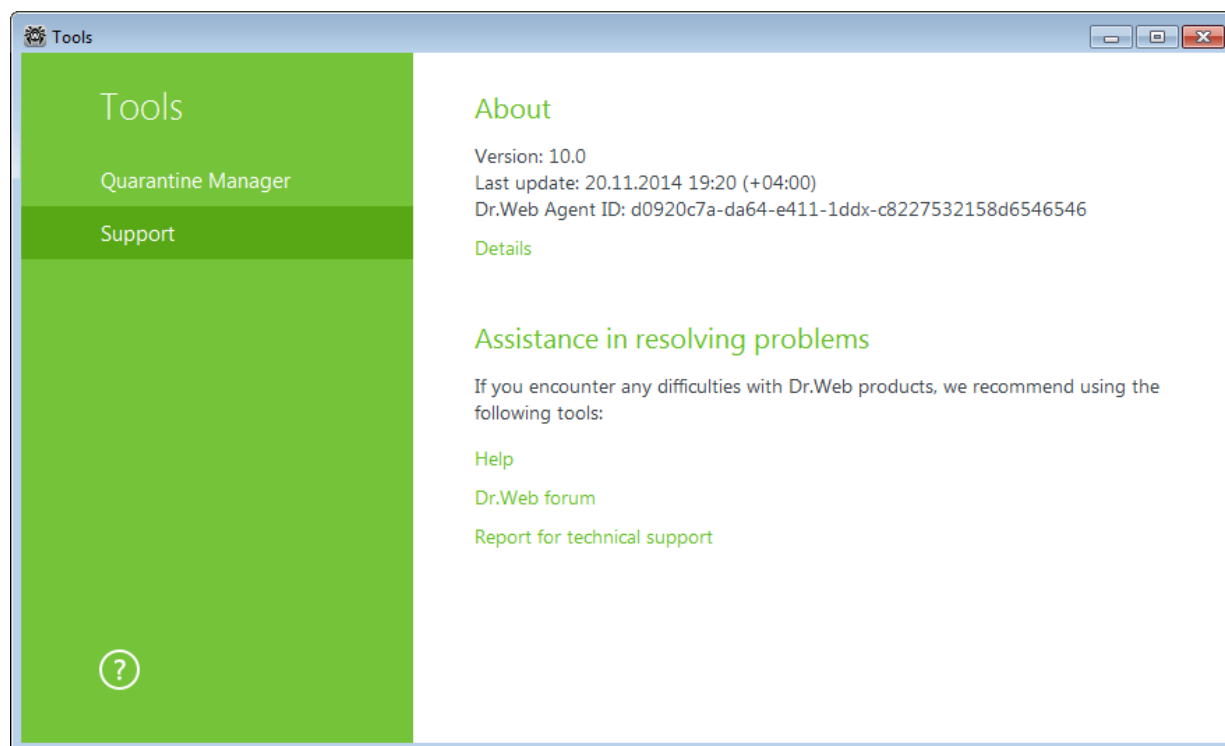 Tools
Tools
Quarantine Manager
Support
About
Version: 10.0
Last update: 20.11.2014 19:20 (+04:00)
Dr.Web Agent ID: d0920c7a-da64-e411-1ddx-c8227532158d6546546
Details
Assistance in resolving problems
If you encounter any difficulties with Dr.Web products, we recommend using the
following tools:
Help
Dr.Web forum
Report for technical support
?